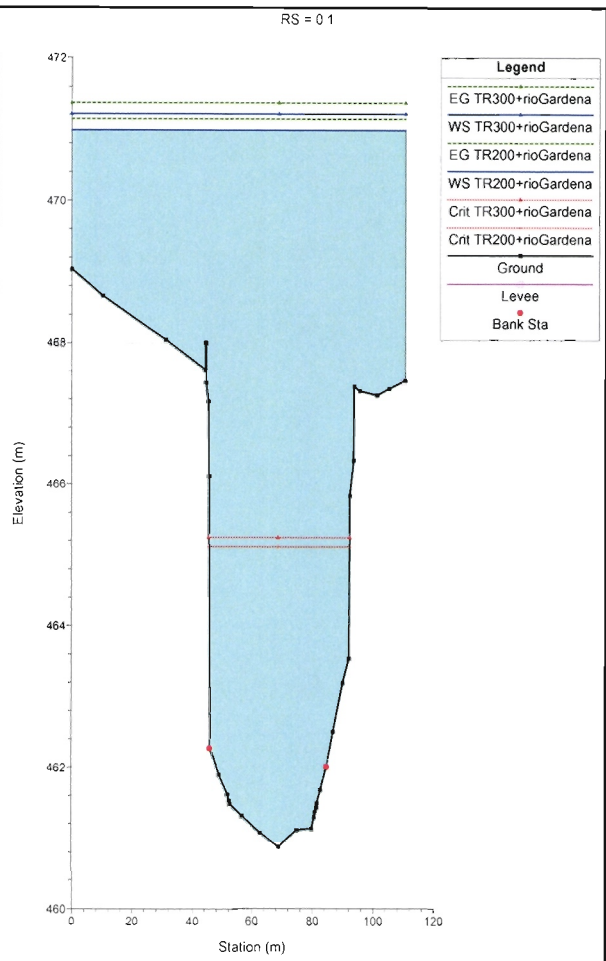 RS = 0 1
472
470
468
466
464
462
460
0
20
40
60
80
100
120
Elevation (m)
Station (m)
Legend
EG TR300+rioGardena
WS TR300+rioGardena
EG TR200+rioGardena
WS TR200+rioGardena
Crit TR300+rioGardena
Crit TR200+rioGardena
Ground
Levee
Bank Sta